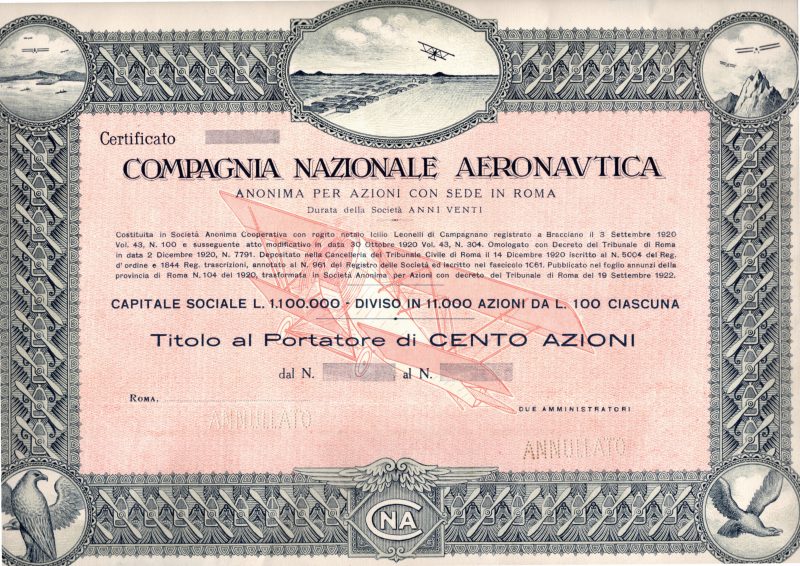 Certificato
COMPAGNIA NAZIONALE AERONAVTICA
ANONIMA PER AZIONI CON SEDE IN ROMA
Durata della Società ANNI VENTI
Costituita in Società Anonima Cooperativa con rogito notaio Icilio Leonelli di Campagnano registrato a Bracciano il 3 Settembre 1920
Vol. 43, N. 100 e susseguente atto modificativo in data 30 ottobre 1920 Vol. 43, N. 304. Omologato con Decreto del Tribunale di Roma
in data 2 Dicembre 1920, N. 7791. Depositato nella Cancelleria del Tribunale Civile di Roma il 14 Dicembre 1920 iscritto al N. 5004 del Reg.
d'ordine e 1844 Reg. trascrizioni, annotato al N. 961 del Registro delle Società ed iscritto nel fascicolo 1061. Pubblicato nel foglio annunzi della
provincia di Roma N. 104 del 1920, trasformata in Società Anonima per Azioni con decreto del Tribunale di Roma del 19 Settembre 1922.
CAPITALE SOCIALE L. 1.100.000 - DIVISO IN 11.000 AZIONI DA L. 100 CIASCUNA
Titolo al Portatore di CENTO AZIONI
dal N. al N.
ROMA,
DUE AMMINISTRATORI
ANNULLATO
ANNULLATO
CNA